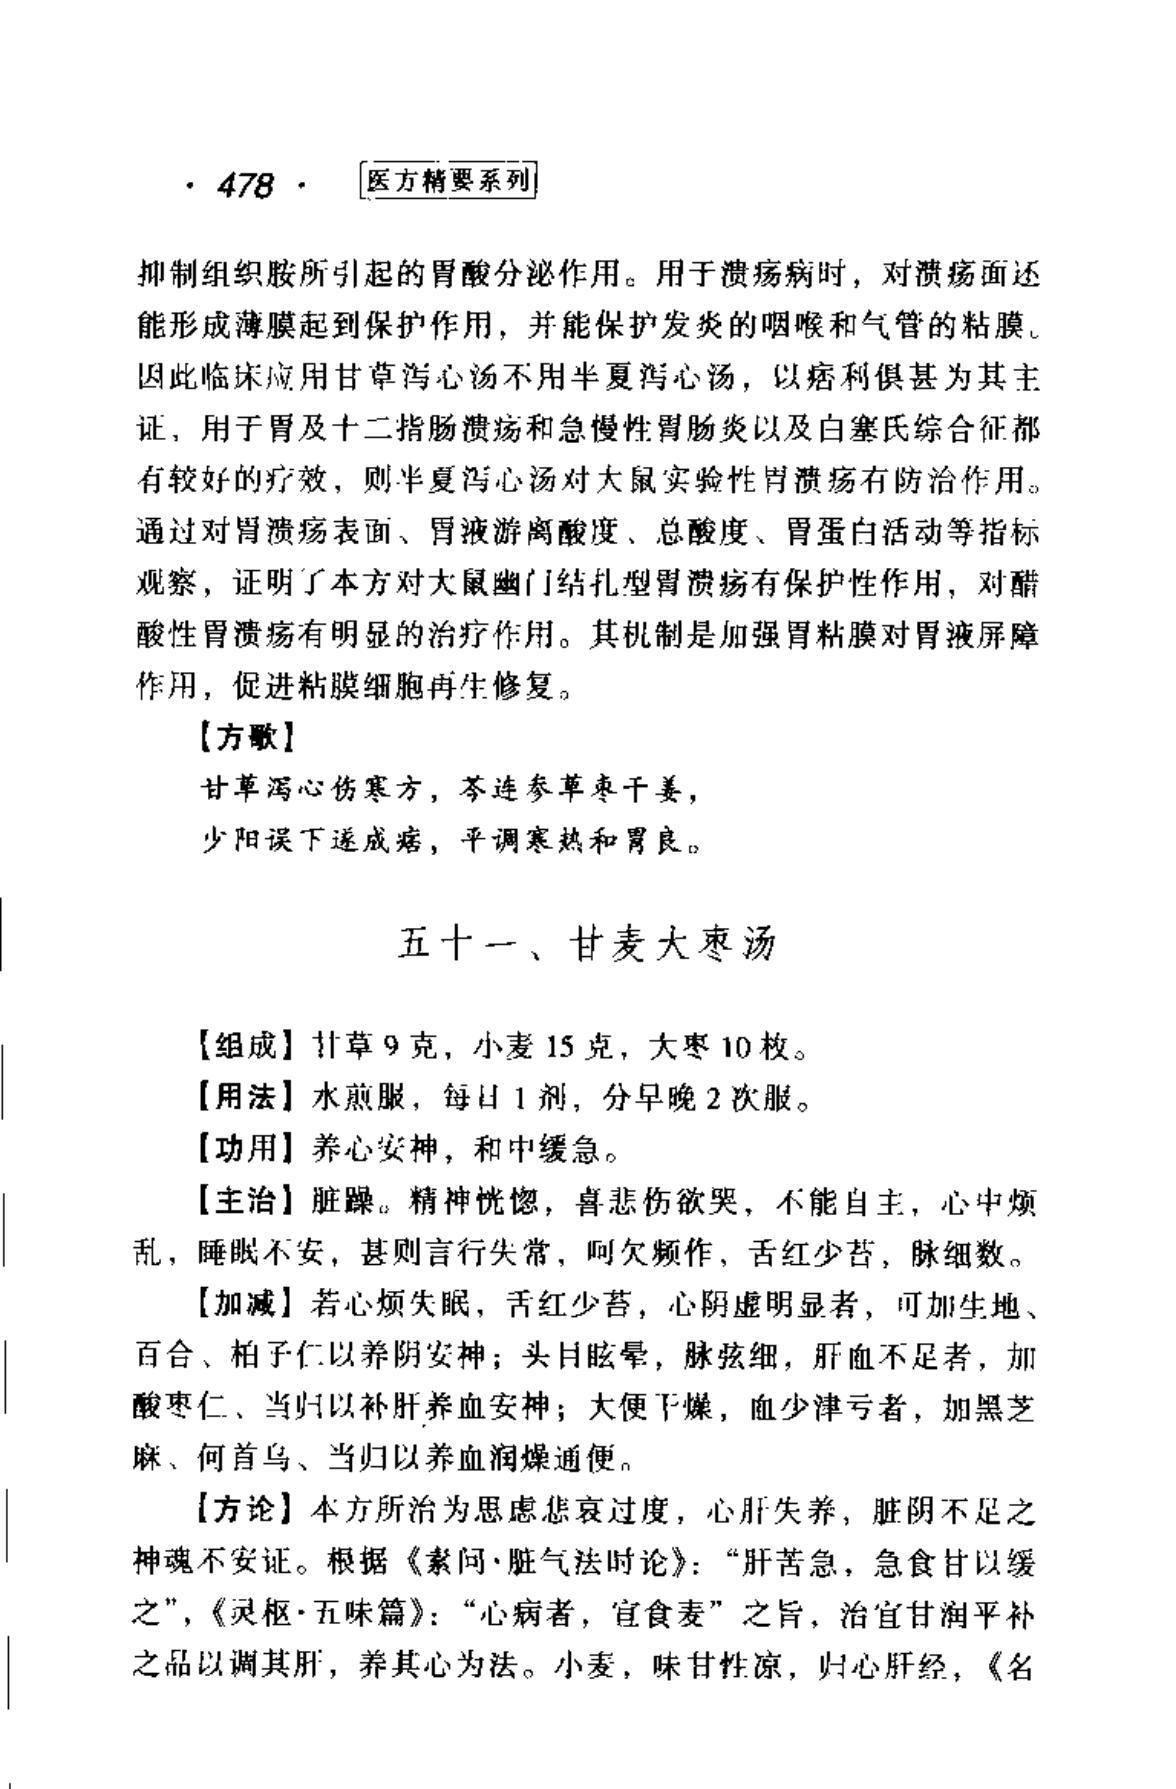 · 478 · 医方精要系列
抑制组织胺所引起的胃酸分泌作用。用于溃疡病时，对溃疡面还
能形成薄膜起到保护作用，并能保护发炎的咽喉和气管的粘膜。
因此临床应用甘草泻心汤不用半夏泻心汤，以痞利俱甚为其主
证，用于胃及十二指肠溃疡和急慢性胃肠炎以及白塞氏综合征都
有较好的疗效，则半夏泻心汤对大鼠实验性胃溃疡有防治作用。
通过对胃溃疡表面、胃液游离酸度、总酸度、胃蛋白活动等指标
观察，证明了本方对大鼠幽门结扎型胃溃疡有保护性作用，对醋
酸性胃溃疡有明显的治疗作用。其机制是加强胃粘膜对胃液屏障
作用，促进粘膜细胞再生修复。
【方歌】
甘草泻心伤寒方，芩连参草枣干姜，
少阳误下遂成痞，平调寒热和胃良。
五十一、甘麦大枣汤
【组成】甘草 9 克，小麦 15 克，大枣 10 枚。
【用法】水煎服，每日 1 剂，分早晚 2 次服。
【功用】养心安神，和中缓急。
【主治】脏躁。精神恍惚，喜悲伤欲哭，不能自主，心中烦
乱，睡眠不安，甚则言行失常，呵欠频作，舌红少苔，脉细数。
【加减】若心烦失眠，舌红少苔，心阴虚明显者，可加生地、
百合、柏子仁以养阴安神；头目眩晕，脉弦细，肝血不足者，加
酸枣仁、当归以补肝养血安神；大便干燥，血少津亏者，加黑芝
麻、何首乌、当归以养血润燥通便。
【方论】本方所治为思虑悲哀过度，心肝失养，脏阴不足之
神魂不安证。根据《素问·脏气法时论》：“肝苦急，急食甘以缓
之”，《灵枢·五味篇》：“心病者，宜食麦”之旨，治宜甘润平补
之品以调其肝，养其心为法。小麦，味甘性凉，归心肝经，《名